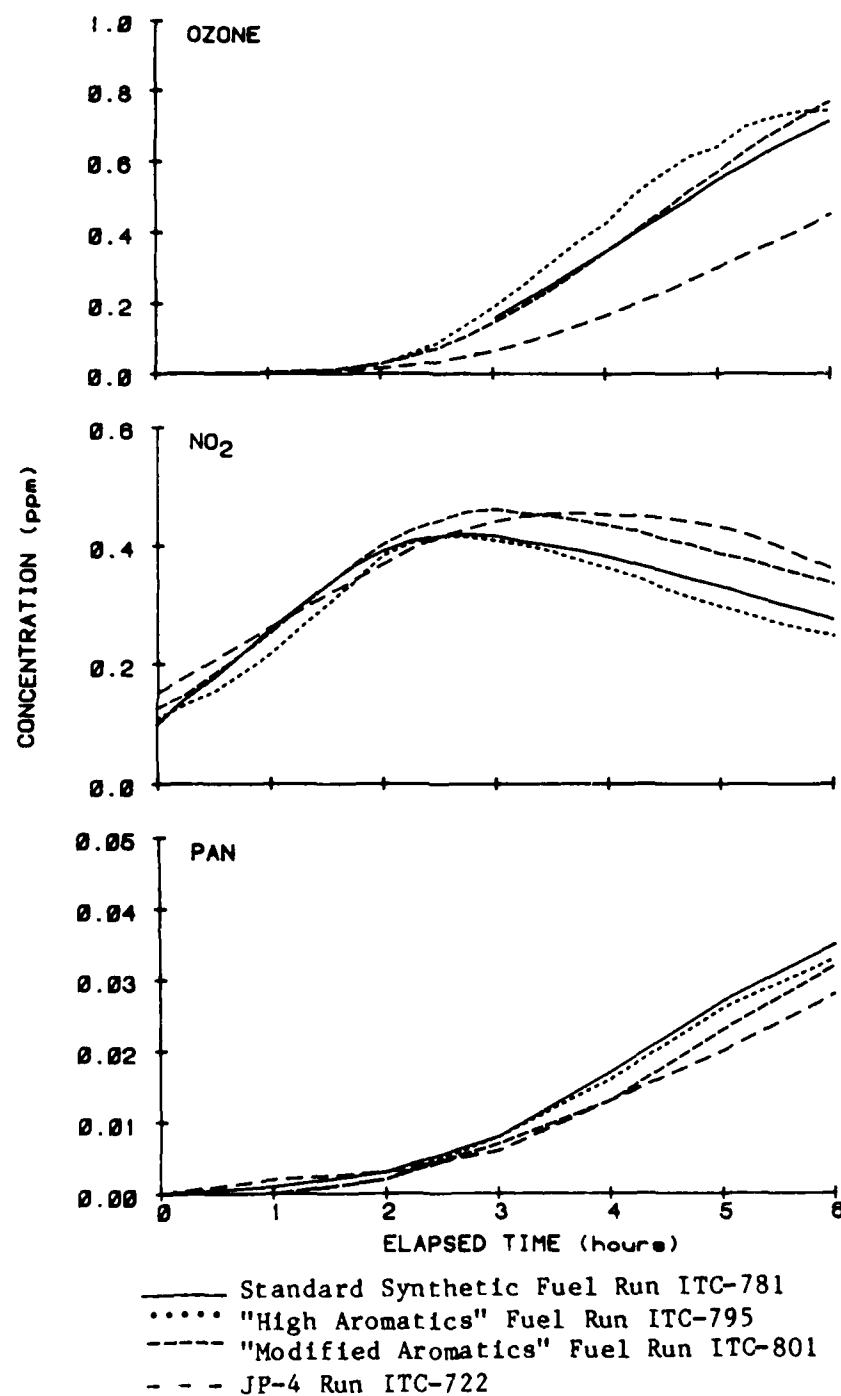 1.0
OZONE
0.8
0.6
0.4
0.2
0.0
0.6
NO2
0.4
0.2
0.0
CONCENTRATION (ppm)
0.05
PAN
0.04
0.03
0.02
0.01
0.00
0 1 2 3 4 5 6
ELAPSED TIME (hours)
Standard Synthetic Fuel Run ITC-781
"High Aromatics" Fuel Run ITC-795
"Modified Aromatics" Fuel Run ITC-801
JP-4 Run ITC-722